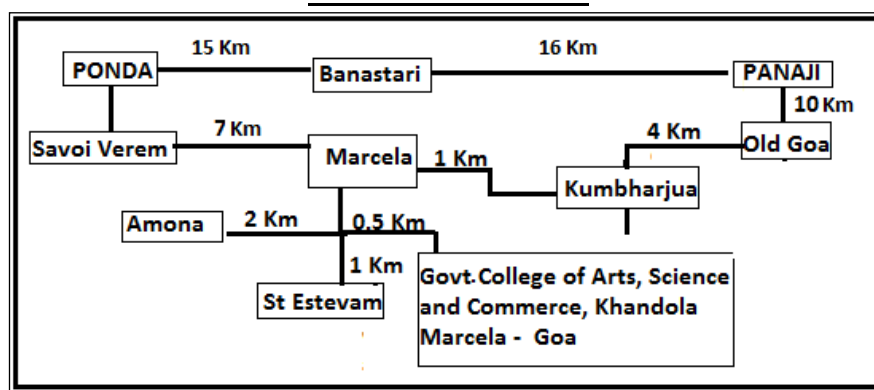 15 Km
16 Km
PONDA
Banastari
PANAJI
10 Km
7 Km
4 Km
Savoi Verem
Marcela
1 Km
Old Goa
Kumbharjua
Amona
2 Km
0.5 Km
1 Km
St Estevam
Govt.College of Arts, Science
and Commerce, Khandola
Marcela - Goa